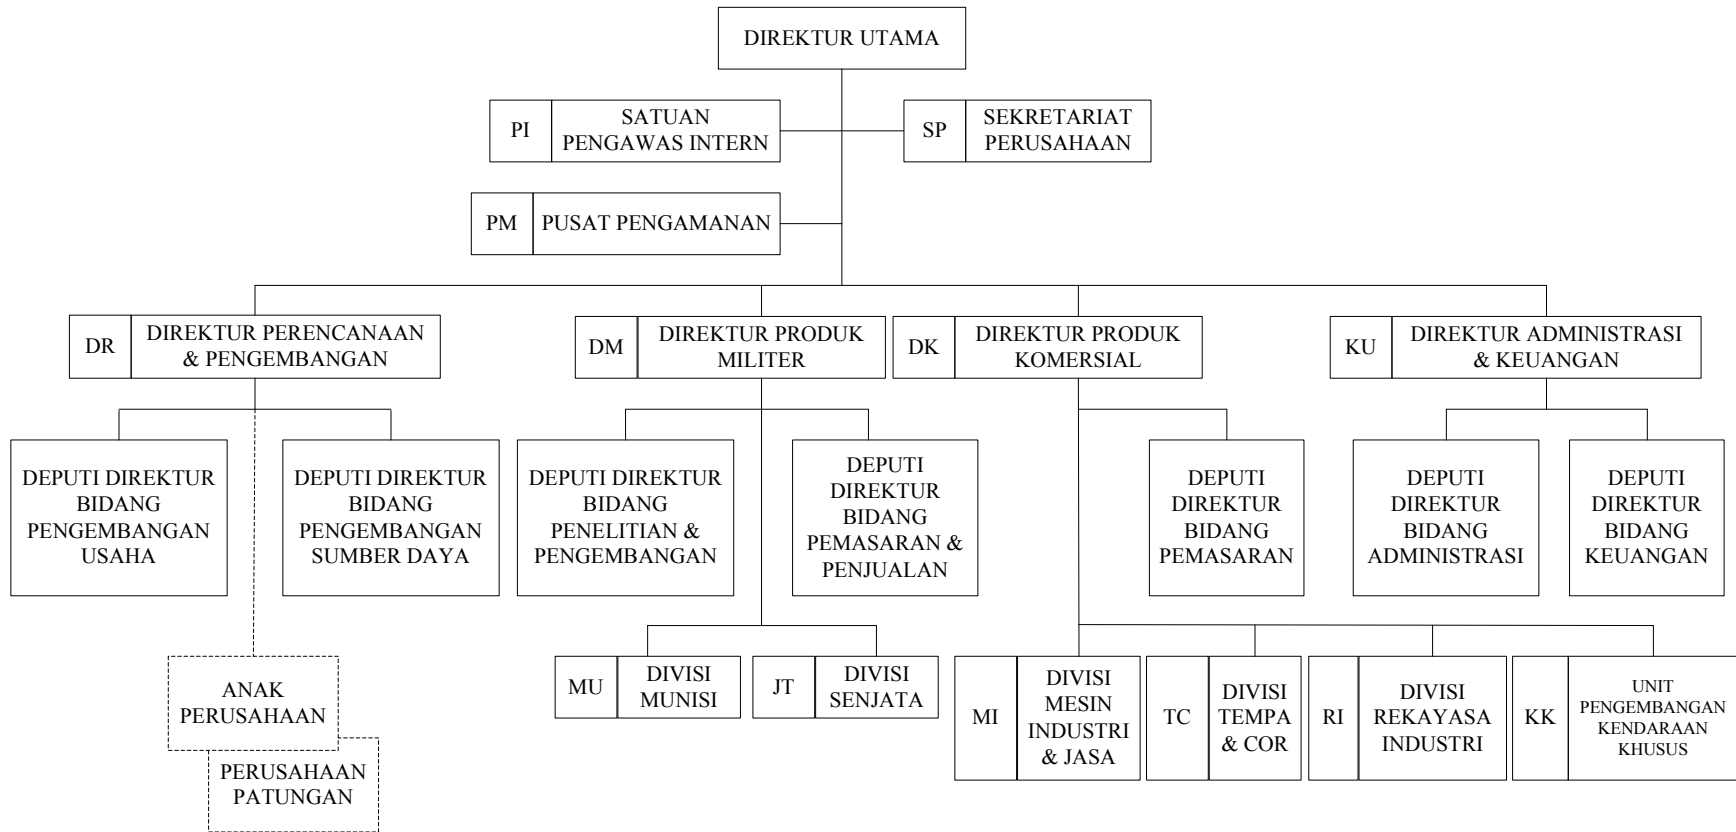 DIREKTUR UTAMA
PI
SATUAN
PENGAWAS INTERN
SP
SEKRETARIAT
PERUSAHAAN
PM
PUSAT PENGAMANAN
DR
DIREKTUR PERENCANAAN
& PENGEMBANGAN
DM
DIREKTUR PRODUK
MILITER
DK
DIREKTUR PRODUK
KOMERSIAL
KU
DIREKTUR ADMINISTRASI
& KEUANGAN
DEPUTI DIREKTUR
BIDANG
PENGEMBANGAN
USAHA
DEPUTI DIREKTUR
BIDANG
PENGEMBANGAN
SUMBER DAYA
DEPUTI DIREKTUR
BIDANG
PENELITIAN &
PENGEMBANGAN
DEPUTI
DIREKTUR
BIDANG
PEMASARAN &
PENJUALAN
DEPUTI
DIREKTUR
BIDANG
PEMASARAN
DEPUTI
DIREKTUR
BIDANG
ADMINISTRASI
DEPUTI
DIREKTUR
BIDANG
KEUANGAN
ANAK
PERUSAHAAN
PERUSAHAAN
PATUNGAN
MU
DIVISI
MUNISI
JT
DIVISI
SENJATA
MI
DIVISI
MESIN
INDUSTRI
& JASA
TC
DIVISI
TEMPA
& COR
RI
DIVISI
REKAYASA
INDUSTRI
KK
UNIT
PENGEMBANGAN
KENDARAAN
KHUSUS